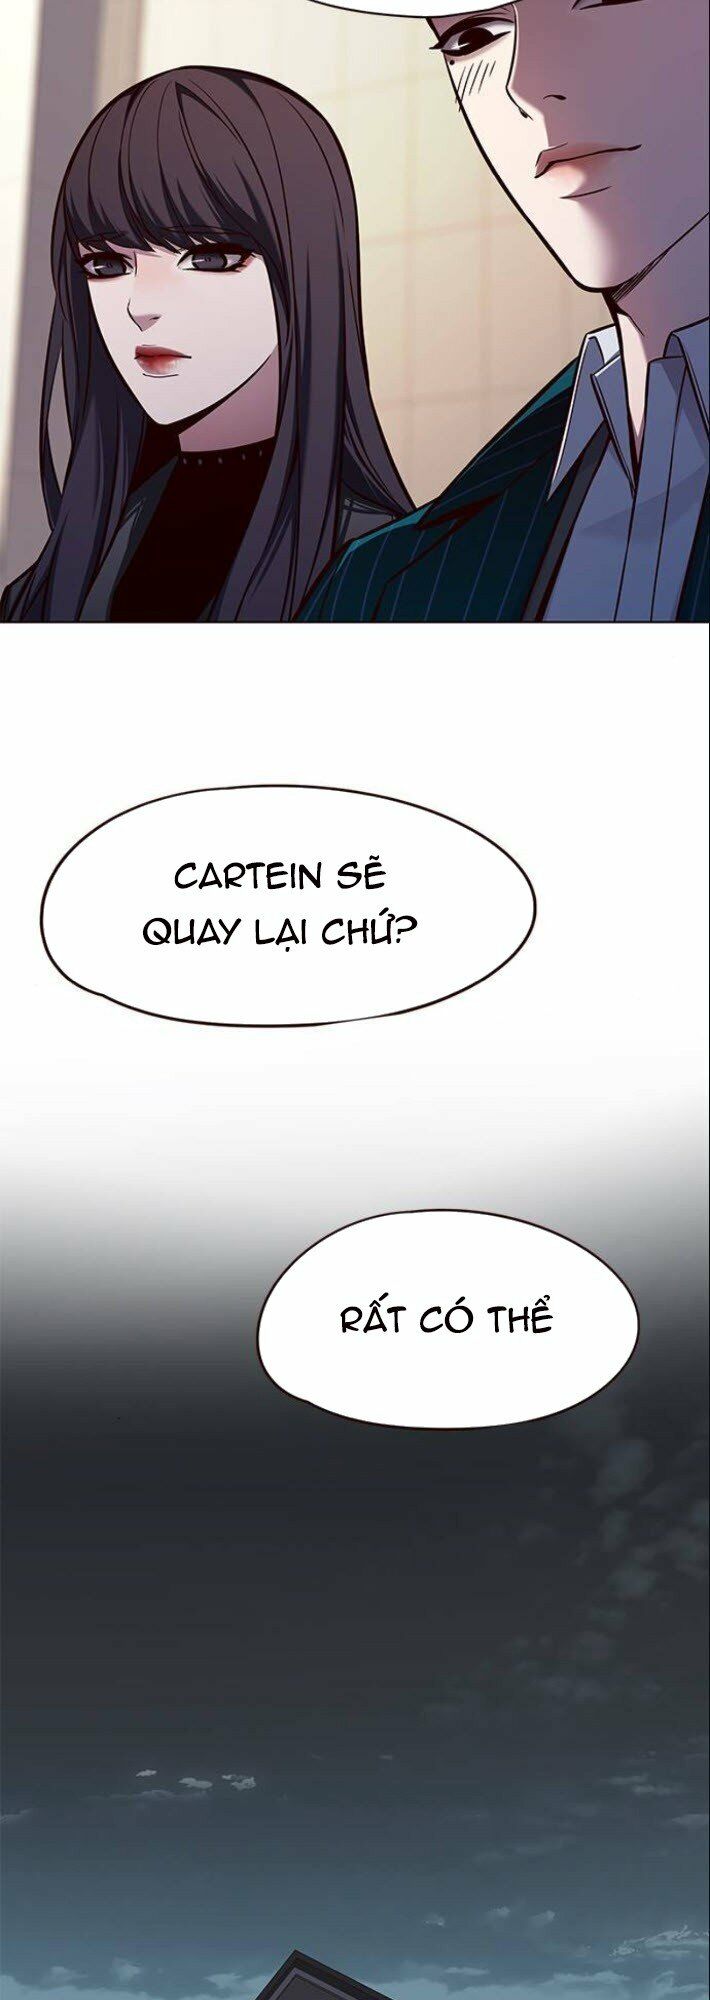 CARTEIN SẼ
QUAY LẠI CHỨ?
RẤT CÓ THỂ